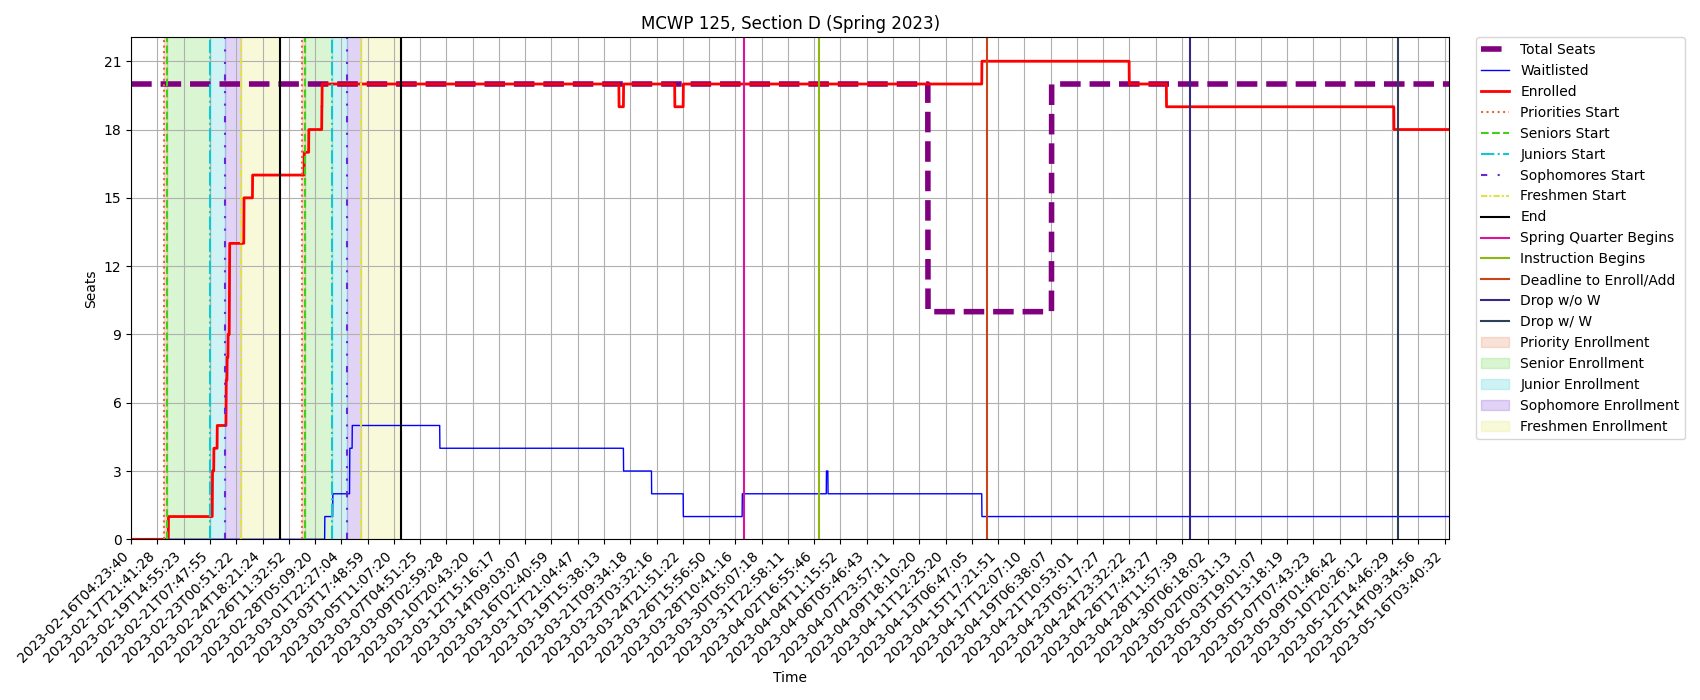 MCWP 125, Section D (Spring 2023)
Seats
21
18
15
12
9
6
3
0
2023-02-16T04:23:40
2023-02-17T21:41:28
2023-02-19T14:55:23
2023-02-21T07:47:55
2023-02-23T00:51:22
2023-02-24T18:21:24
2023-02-26T11:32:52
2023-02-28T05:09:20
2023-03-01T22:27:04
2023-03-03T17:48:59
2023-03-05T11:07:20
2023-03-07T04:51:25
2023-03-09T02:59:28
2023-03-10T20:43:20
2023-03-12T15:16:17
2023-03-14T09:03:07
2023-03-16T02:40:59
2023-03-17T21:04:47
2023-03-19T15:38:13
2023-03-21T09:34:18
2023-03-23T03:32:16
2023-03-24T21:51:22
2023-03-26T15:56:50
2023-03-28T10:41:16
2023-03-30T05:07:18
2023-03-31T22:58:11
2023-04-02T16:55:46
2023-04-04T11:15:52
2023-04-06T05:46:43
2023-04-07T23:57:11
2023-04-09T18:10:20
2023-04-11T12:25:20
2023-04-13T06:47:05
2023-04-15T17:21:51
2023-04-17T12:07:10
2023-04-19T06:38:07
2023-04-21T10:53:01
2023-04-23T05:17:27
2023-04-24T23:32:22
2023-04-26T17:43:27
2023-04-28T11:57:39
2023-04-30T06:18:02
2023-05-02T00:31:13
2023-05-03T19:01:07
2023-05-05T13:18:19
2023-05-07T07:43:23
2023-05-09T01:46:42
2023-05-10T20:26:12
2023-05-12T14:46:29
2023-05-14T09:34:56
2023-05-16T03:40:32
Time
Total Seats
Waitlisted
Enrolled
Priorities Start
Seniors Start
Juniors Start
Sophomores Start
Freshmen Start
End
Spring Quarter Begins
Instruction Begins
Deadline to Enroll/Add
Drop w/o W
Drop w/ W
Priority Enrollment
Senior Enrollment
Junior Enrollment
Sophomore Enrollment
Freshmen Enrollment